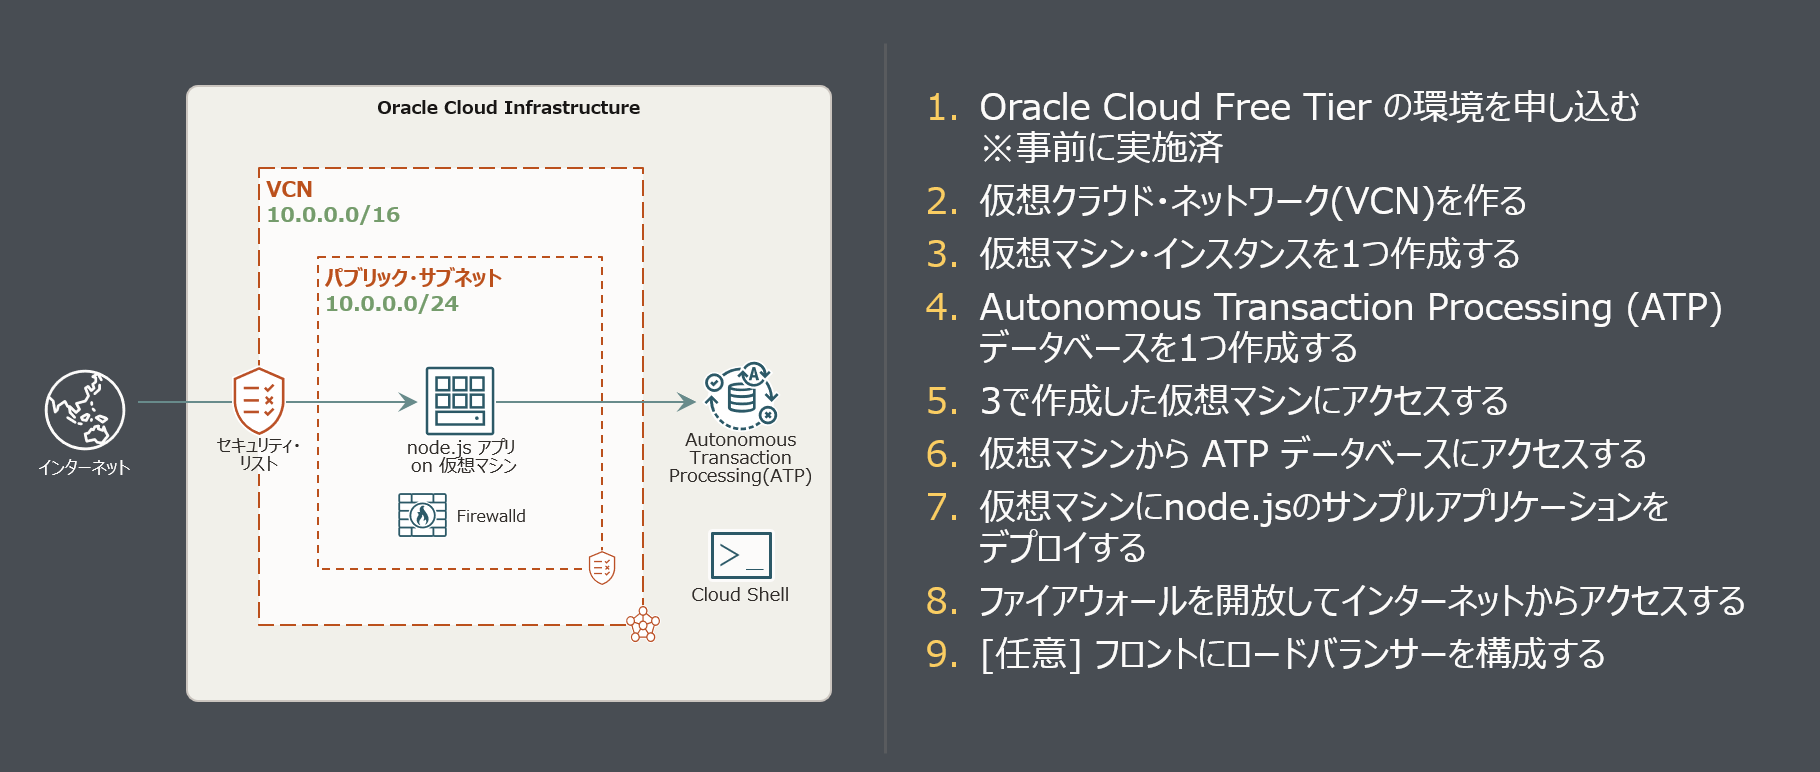 Oracle Cloud Infrastructure
VCN
10.0.0.0/16
パブリック・サブネット
10.0.0.0/24
インターネット
セキュリティ・
リスト
node.js アプリ
on 仮想マシン
Firewalld
A
Autonomous
Transaction
Processing(ATP)
>_
Cloud Shell
1. Oracle Cloud Free Tier の環境を申し込む
※事前に実施済
2. 仮想クラウド・ネットワーク(VCN)を作る
3. 仮想マシン・インスタンスを1つ作成する
4. Autonomous Transaction Processing (ATP)
データベースを1つ作成する
5. 3で作成した仮想マシンにアクセスする
6. 仮想マシンから ATP データベースにアクセスする
7. 仮想マシンにnode.jsのサンプルアプリケーションを
デプロイする
8. ファイアウォールを開放してインターネットからアクセスする
9. [任意] フロントにロードバランサーを構成する